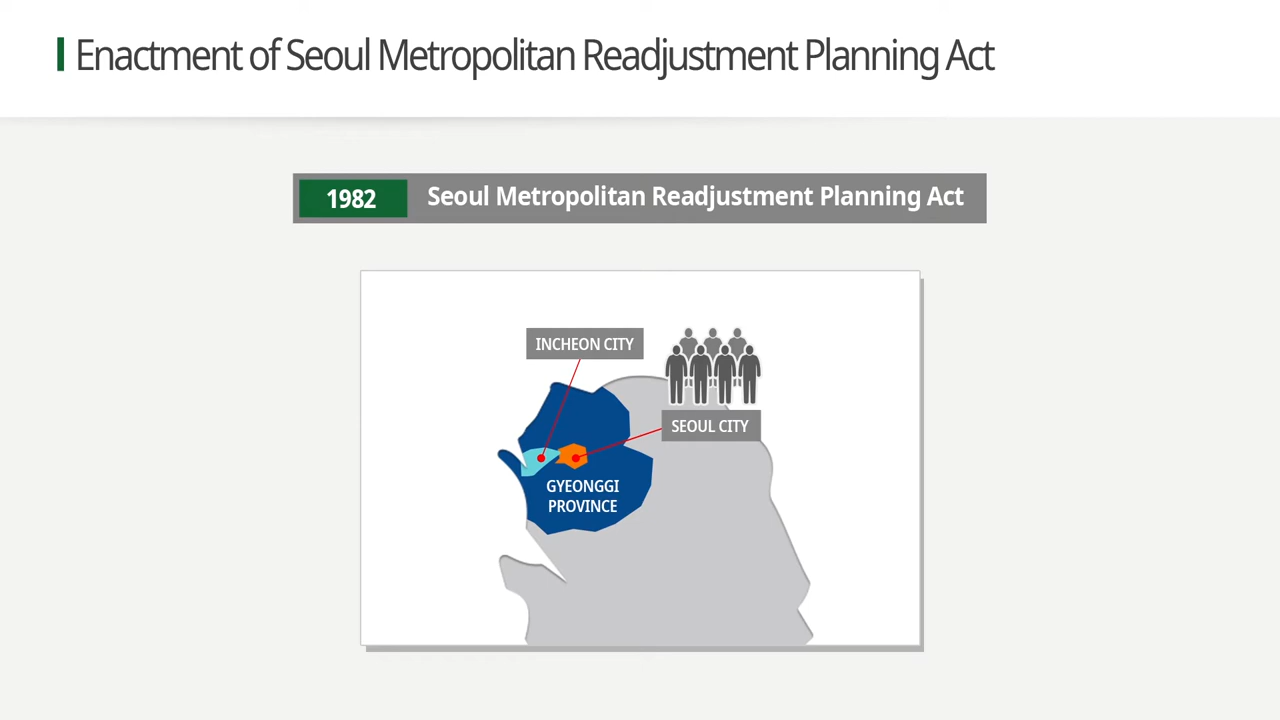 Enactment of Seoul Metropolitan Readjustment Planning Act
1982 Seoul Metropolitan Readjustment Planning Act
INCHEON CITY
SEOUL CITY
GYEONGGI
PROVINCE